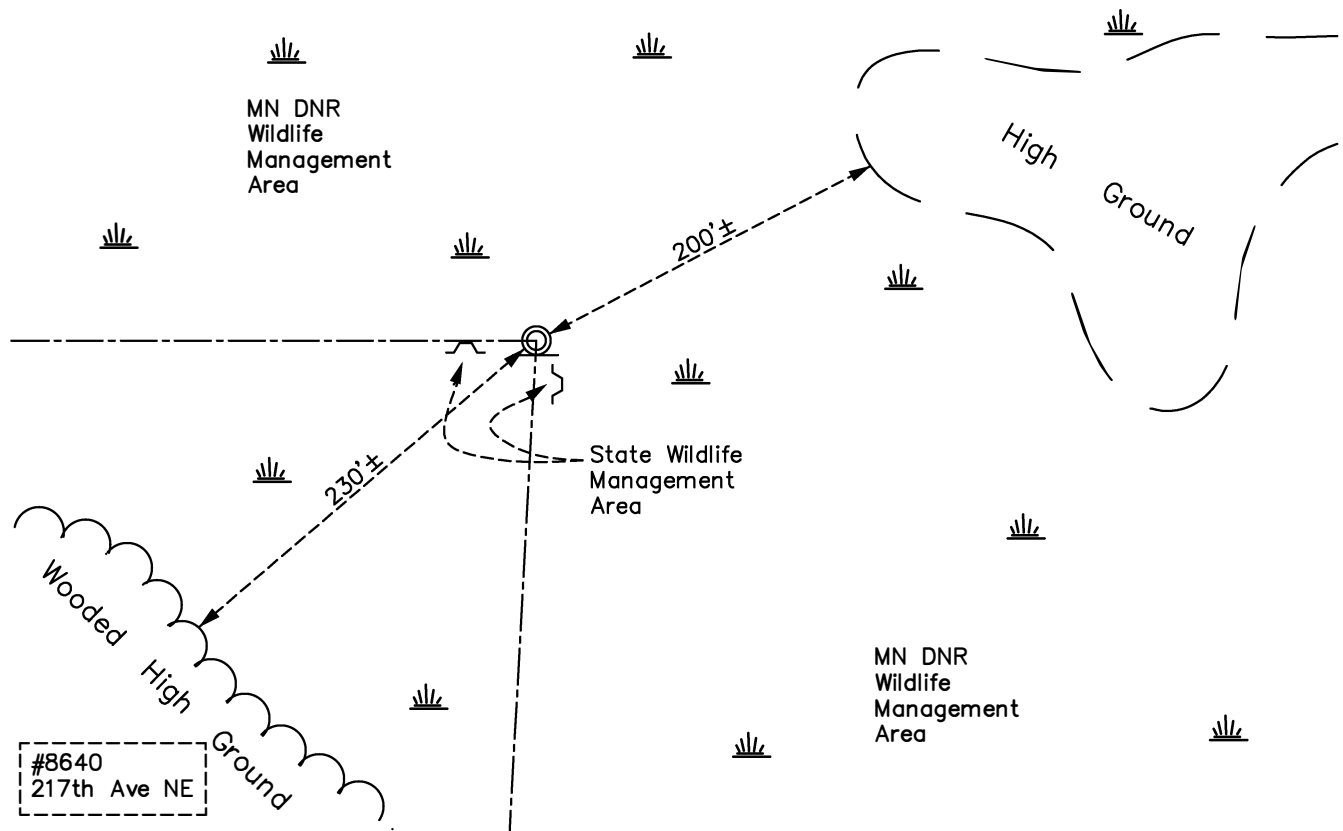 MN DNR
Wildlife
Management
Area
High
Ground
200'±
230'±
State Wildlife
Management
Area
Wooded
High
Ground
MN DNR
Wildlife
Management
Area
#8640
217th Ave NE